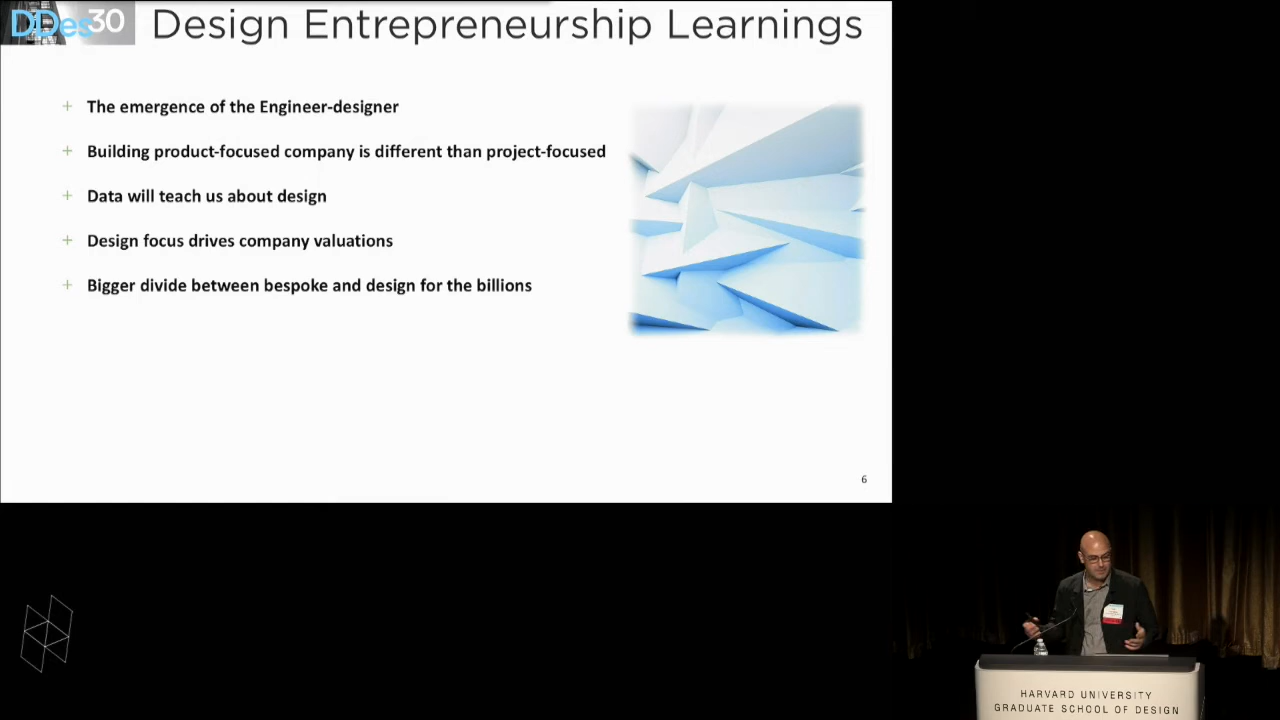 DDes30
Design Entrepreneurship Learnings
+ The emergence of the Engineer-designer
+ Building product-focused company is different than project-focused
+ Data will teach us about design
+ Design focus drives company valuations
+ Bigger divide between bespoke and design for the billions
6
HARVARD UNIVERSITY
GRADUATE SCHOOL OF DESIGN